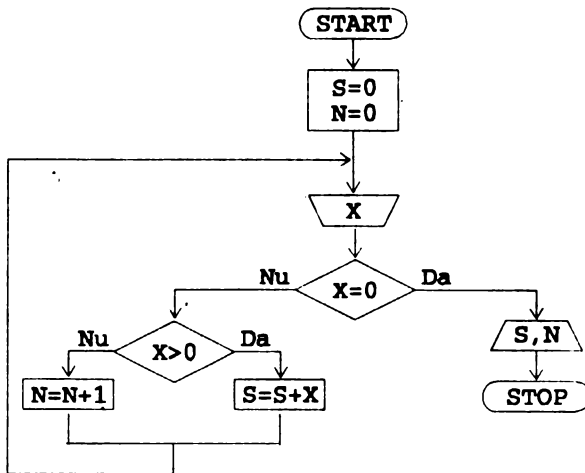 START
S=0
N=0
X
Nu
X=0
Da
Nu
X>0
Da
S,N
N=N+1
S=S+X
STOP